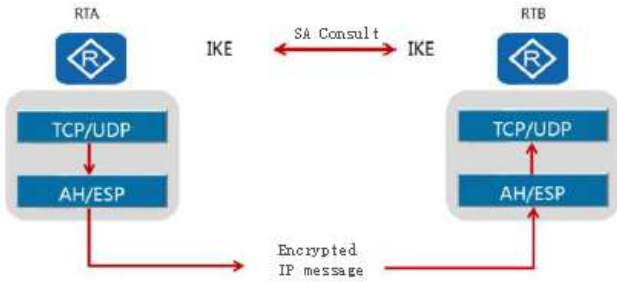 RTA
RTB
IKE
SA Consult
IKE
R
R
TCP/UDP
TCP/UDP
AH/ESP
AH/ESP
Encrypted
IP message